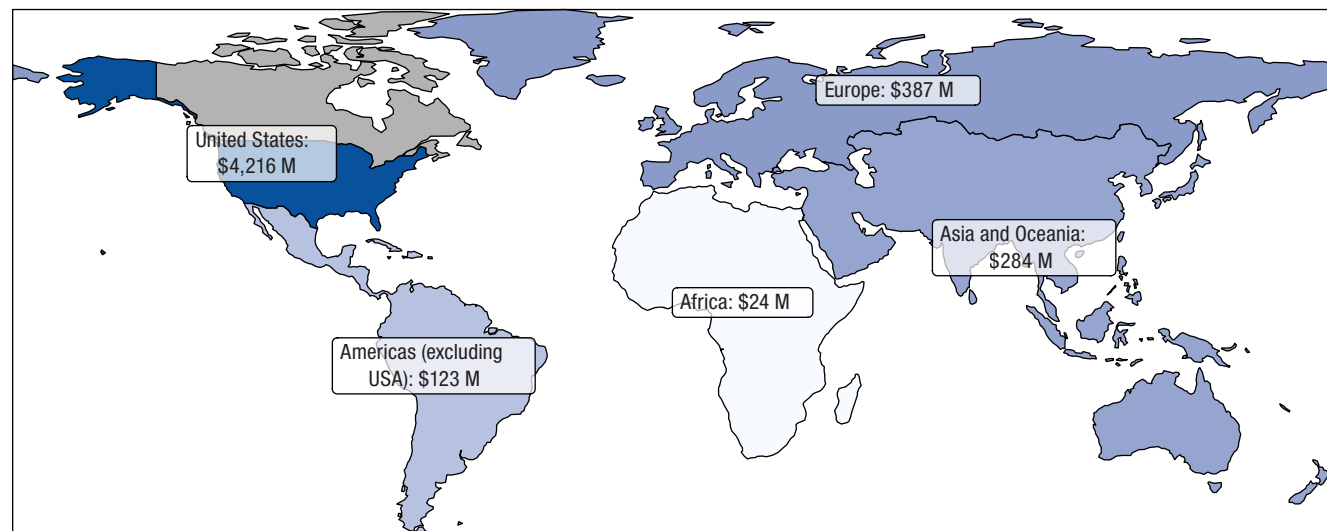 Europe: $387 M
United States:
$4,216 M
Asia and Oceania:
$284 M
Africa: $24 M
Americas (excluding
USA): $123 M